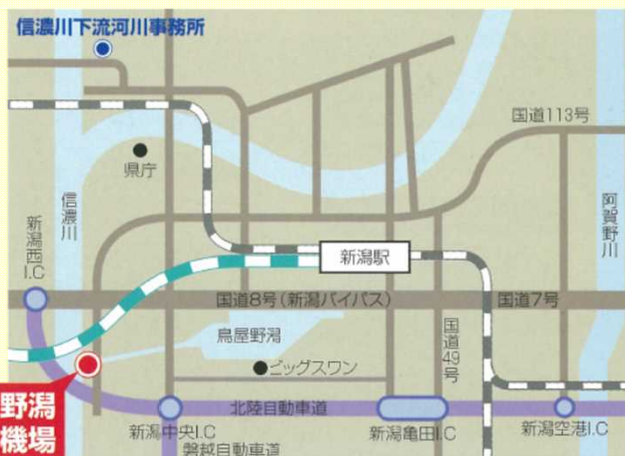 信濃川下流河川事務所
国道113号
県庁
信濃川
阿賀野川
新潟西
I.C
新潟駅
国道8号(新潟バイパス)
国道7号
鳥屋野潟
国道49号
ビッグスワン
野潟
機場
北陸自動車道
新潟中央I.C
新潟亀田I.C
新潟空港I.C
磐越自動車道